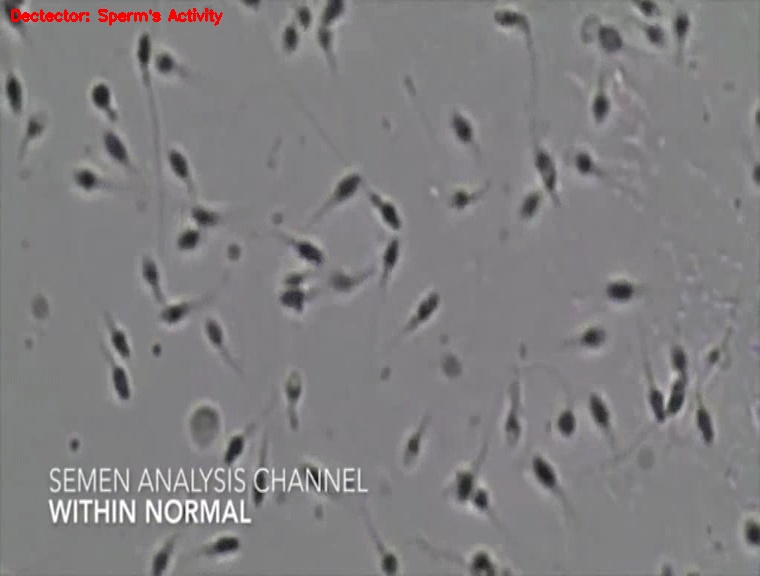 Dectector: Sperm's Activity
SEMEN ANALYSIS CHANNEL
WITHIN NORMAL